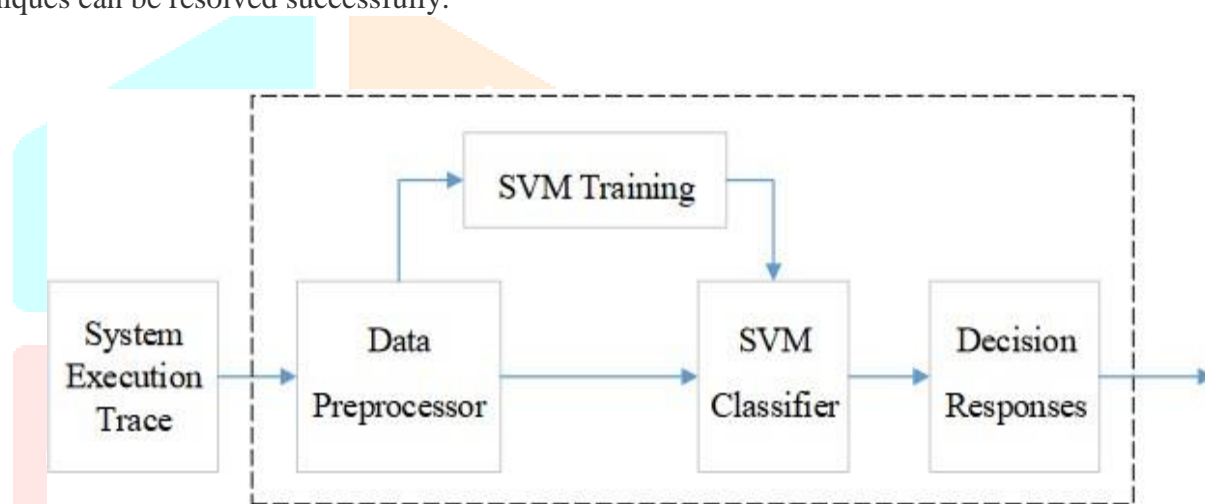 niques can be resolved successfully.
SVM Training
System
Execution
Trace
Data
Preprocessor
SVM
Classifier
Decision
Responses